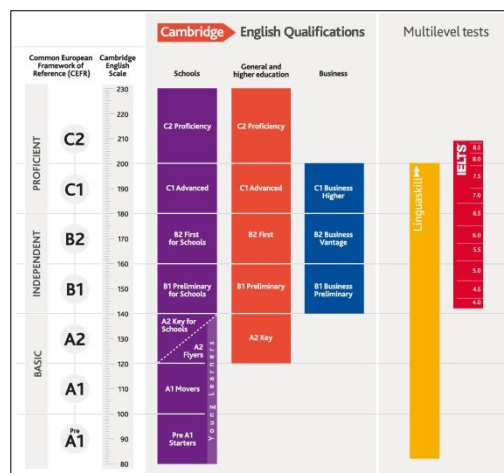 Cambridge English Qualifications
Multilevel tests
Common European
Framework of
Reference (CEFR)
Cambridge
English
Scale
Schools
General and
higher education
Business
PROFICIENT
INDEPENDENT
BASIC
C2
C1
B2
B1
A2
A1
Pre
A1
230
220
210
200
190
180
170
160
150
140
130
120
110
100
90
80
C2 Proficiency
C1 Advanced
B2 First
for Schools
B1 Preliminary
for Schools
A2 Key for
Schools
A2
Flyers
A1 Movers
Pre A1
Starters
Young Learners
C2 Proficiency
C1 Advanced
B2 First
B1 Preliminary
A2 Key
C1 Business
Higher
B2 Business
Vantage
B1 Business
Preliminary
Linguaskill
IELTS
8.5
8.0
7.5
7.0
6.5
6.0
5.5
5.0
4.5
4.0